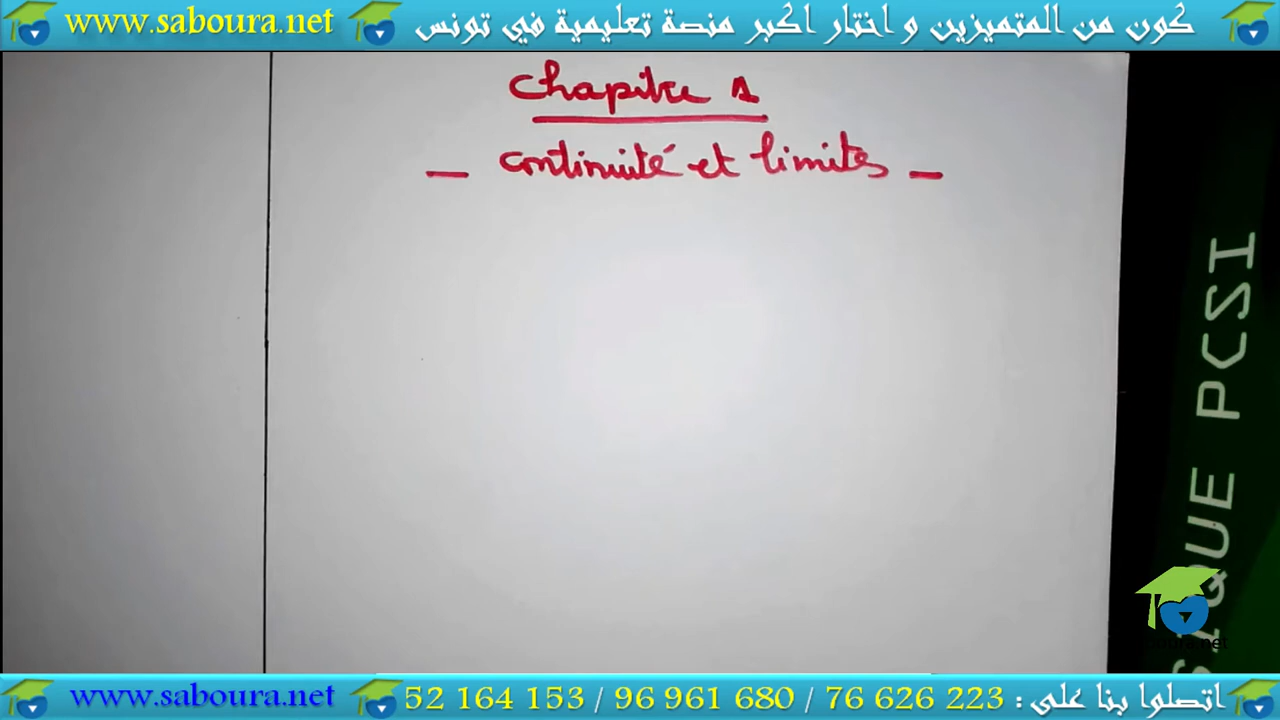 www.saboura.net كون من المتميزين و اختار اكبر منصة تعليمية في تونس
Chapitre 1
_ continuité et limites _
SIQUE PCSI
www.saboura.net اتصلوا بنا على : 76 626 223 / 96 961 680 / 52 164 153